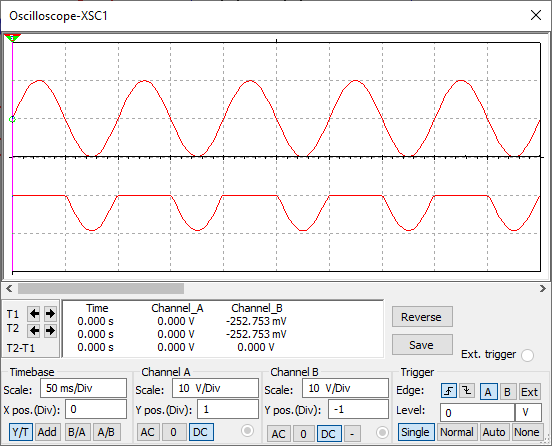 Oscilloscope-XSC1
Time Channel_A Channel_B
T1 0.000 s 0.000 V -252.753 mV
T2 0.000 s 0.000 V -252.753 mV
T2-T1 0.000 s 0.000 V 0.000 V
Reverse
Save
Ext. trigger
Timebase
Scale: 50 ms/Div
X pos.(Div): 0
Y/T Add B/A A/B
Channel A
Scale: 10 V/Div
Y pos.(Div): 1
AC 0 DC
Channel B
Scale: 10 V/Div
Y pos.(Div): -1
AC 0 DC -
Trigger
Edge: A B Ext
Level: 0 V
Single Normal Auto None